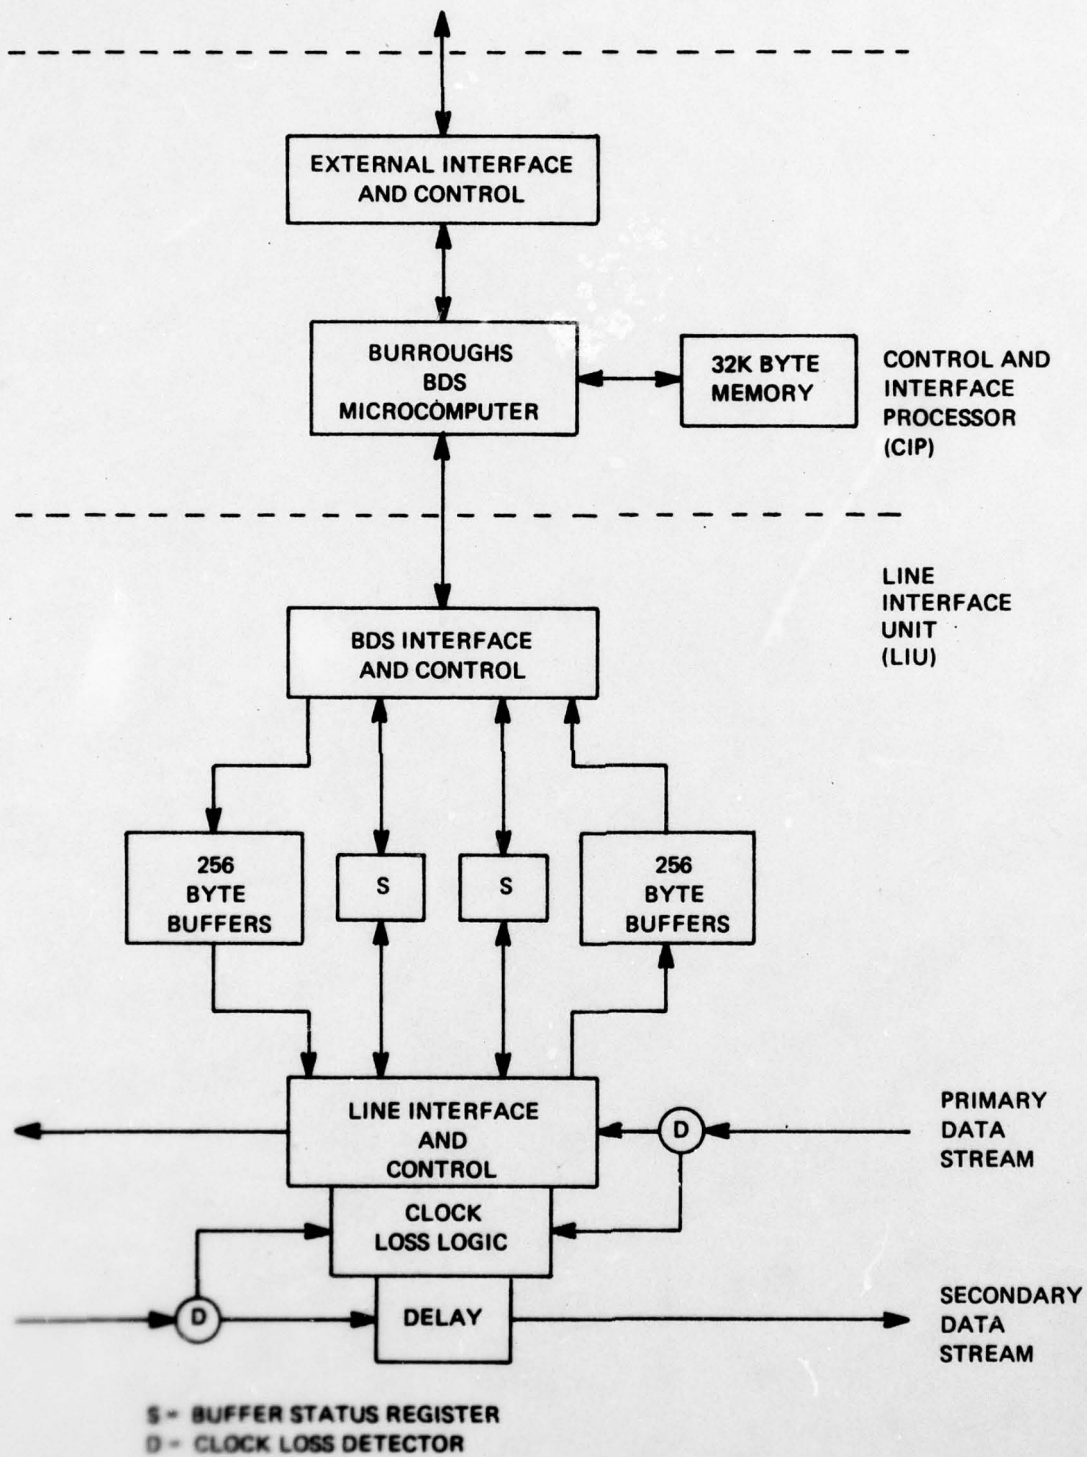 EXTERNAL INTERFACE
AND CONTROL
BURROUGHS
BDS
MICROCOMPUTER
32K BYTE
MEMORY
CONTROL AND
INTERFACE
PROCESSOR
(CIP)
LINE
INTERFACE
UNIT
(LIU)
BDS INTERFACE
AND CONTROL
256
BYTE
BUFFERS
S
S
256
BYTE
BUFFERS
LINE INTERFACE
AND
CONTROL
D
PRIMARY
DATA
STREAM
CLOCK
LOSS LOGIC
D
DELAY
SECONDARY
DATA
STREAM
S = BUFFER STATUS REGISTER
D = CLOCK LOSS DETECTOR